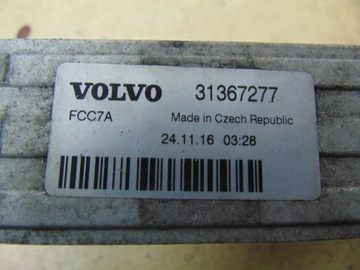 VOLVO 31367277
FCC7A Made in Czech Republic
24.11.16 03:28